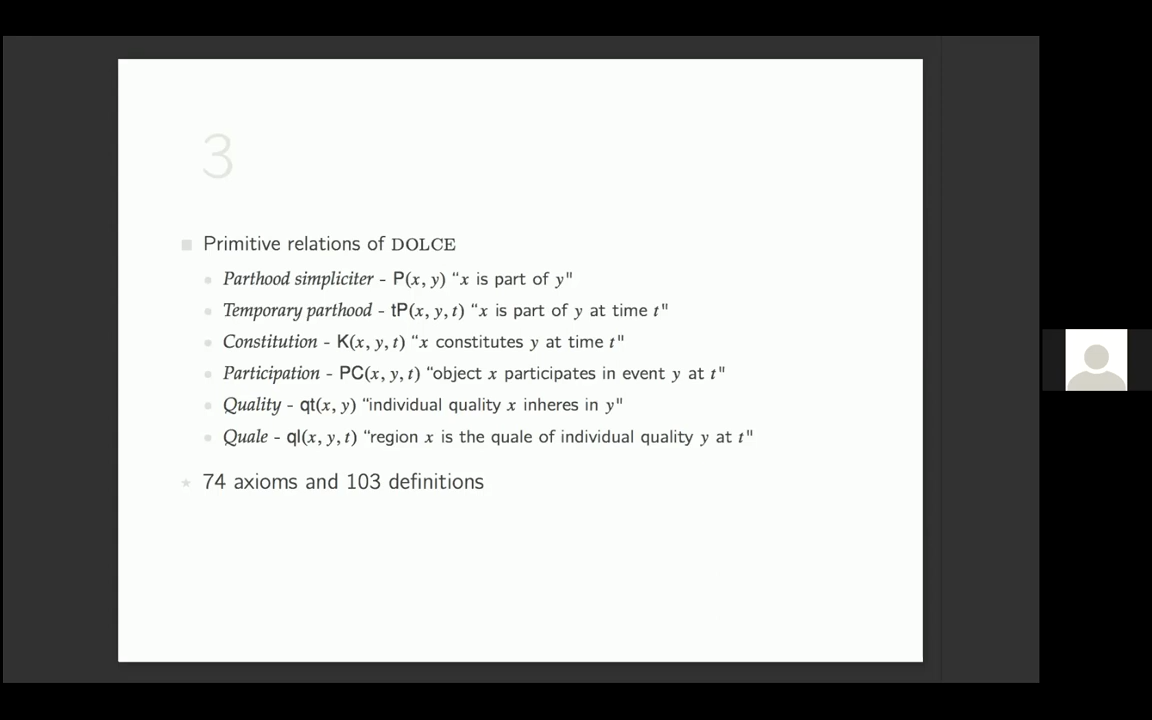 3
Primitive relations of DOLCE
Parthood simpliciter - P(x, y) “x is part of y"
Temporary parthood - tP(x, y, t) “x is part of y at time t"
Constitution - K(x, y, t) “x constitutes y at time t"
Participation - PC(x, y, t) “object x participates in event y at t"
Quality - qt(x, y) “individual quality x inheres in y"
Quale - ql(x, y, t) “region x is the quale of individual quality y at t"
74 axioms and 103 definitions